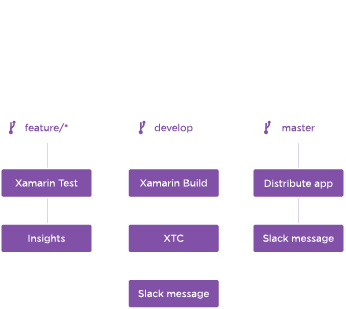 feature/*
develop
master
Xamarin Test
Xamarin Build
Distribute app
Insights
XTC
Slack message
Slack message